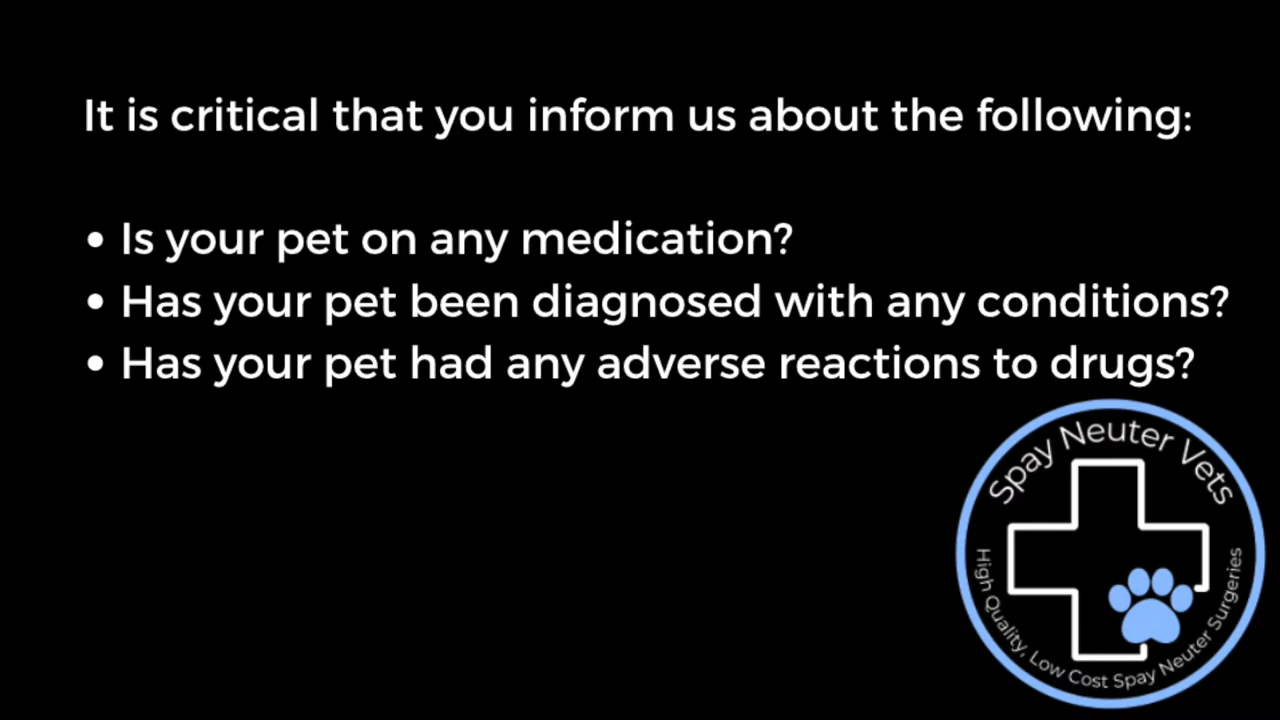 It is critical that you inform us about the following:
• Is your pet on any medication?
• Has your pet been diagnosed with any conditions?
• Has your pet had any adverse reactions to drugs?
Spay Neuter Vets
High Quality, Low Cost Spay Neuter Surgeries